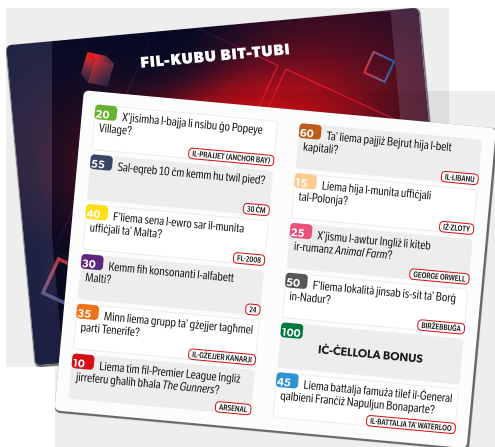 FIL-KUBU BIT-TUBI
20 X'jisimha l-bajja li nsibu ġo Popeye
Village?
IL-PRAJJET (ANCHOR BAY)
55 Sal-eqreb 10 ċm kemm hu twil pied?
30 ĊM
40 F'liema sena l-ewro sar il-munita
uffiċjali ta' Malta?
FL-2008
30 Kemm fih konsonanti l-alfabett
Malti?
24
35 Minn liema grupp ta' gżejjer tagħmel
parti Tenerife?
IL-GŻEJJER KANARJI
10 Liema tim fil-Premier League Ingliż
jirreferu għalih bhala The Gunners?
ARSENAL
60 Ta' liema pajjiż Bejrut hija l-belt
kapitali?
IL-LIBANU
15 Liema hija l-munita uffiċjali
tal-Polonja?
IŻ-ZLOTY
25 X'jismu l-awtur Ingliż li kiteb
ir-rumanz Animal Farm?
GEORGE ORWELL
50 F'liema lokalità jinsab is-sit ta' Borġ
in-Nadur?
BIRŻEBBUĠA
100 IĊ-ĊELLOLA BONUS
45 Liema battalja famuża tilef il-Ġeneral
qalbieni Franċiż Napuljun Bonaparte?
IL-BATTALJA TA' WATERLOO